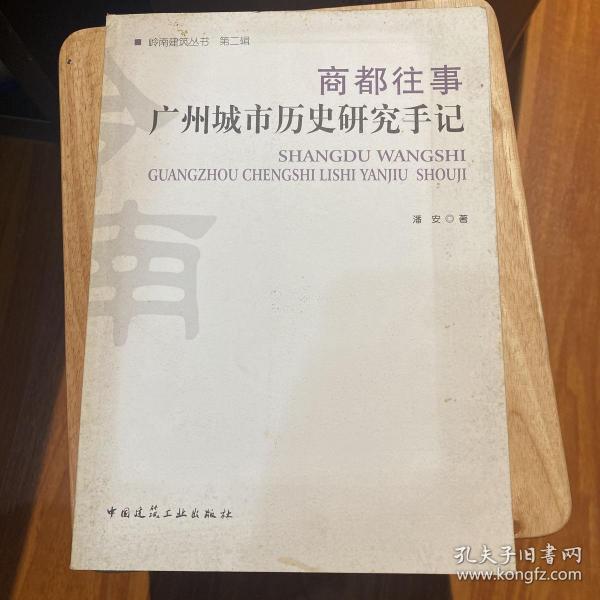 ■ 岭南建筑丛书 第二辑
商都往事
广州城市历史研究手记
SHANGDU WANGSHI
GUANGZHOU CHENGSHI LISHI YANJIU SHOUJI
潘 安◎著
岭南
中国建筑工业出版社
孔夫子旧书网
www.kongfz.com